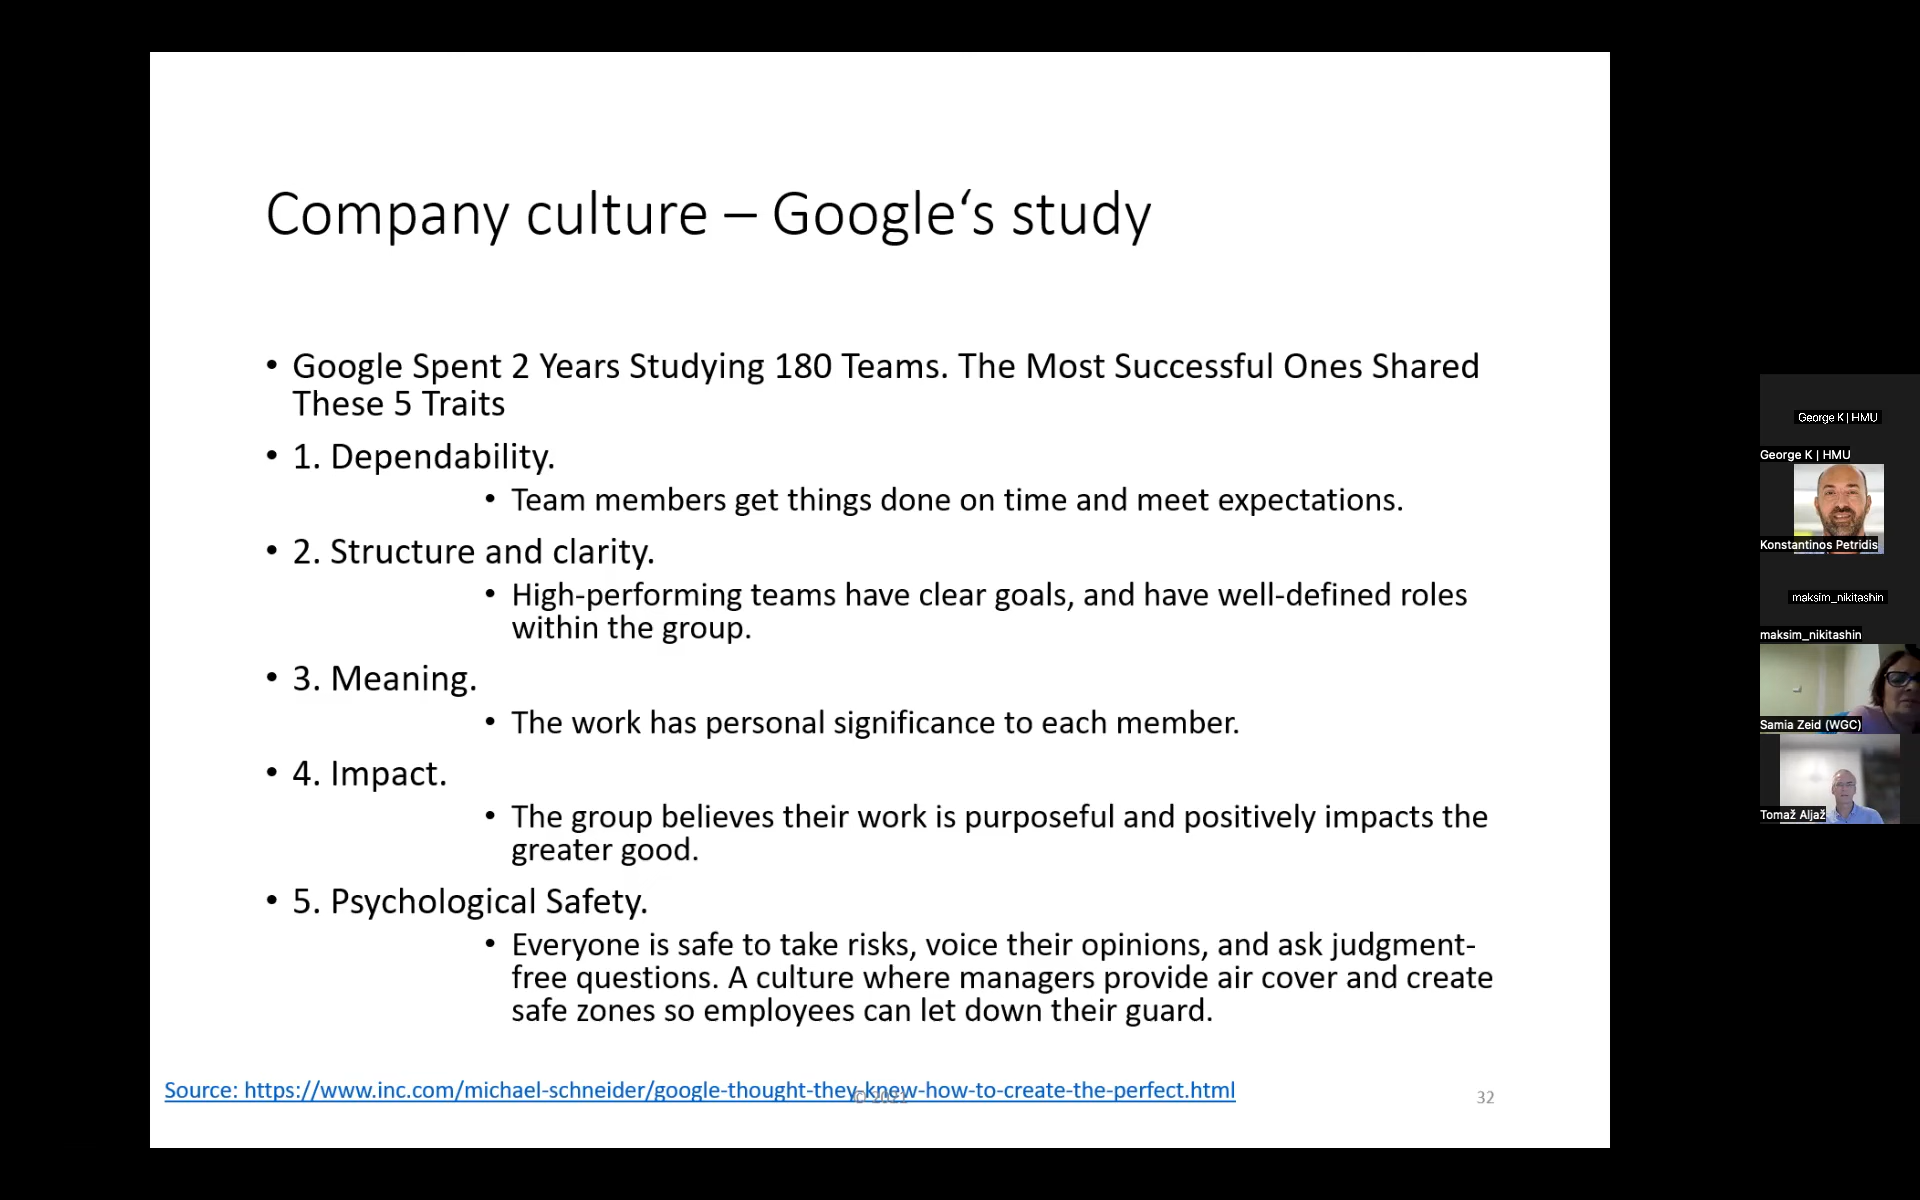 Company culture – Google‘s study
• Google Spent 2 Years Studying 180 Teams. The Most Successful Ones Shared
These 5 Traits
• 1. Dependability.
• Team members get things done on time and meet expectations.
• 2. Structure and clarity.
• High-performing teams have clear goals, and have well-defined roles
within the group.
• 3. Meaning.
• The work has personal significance to each member.
• 4. Impact.
• The group believes their work is purposeful and positively impacts the
greater good.
• 5. Psychological Safety.
• Everyone is safe to take risks, voice their opinions, and ask judgment-
free questions. A culture where managers provide air cover and create
safe zones so employees can let down their guard.
Source: https://www.inc.com/michael-schneider/google-thought-they-knew-how-to-create-the-perfect.html
©
32
George K | HMU
George K | HMU
Konstantinos Petridis
maksim_nikitashin
maksim_nikitashin
Samia Zeid (WGC)
Tomaž Aljaž